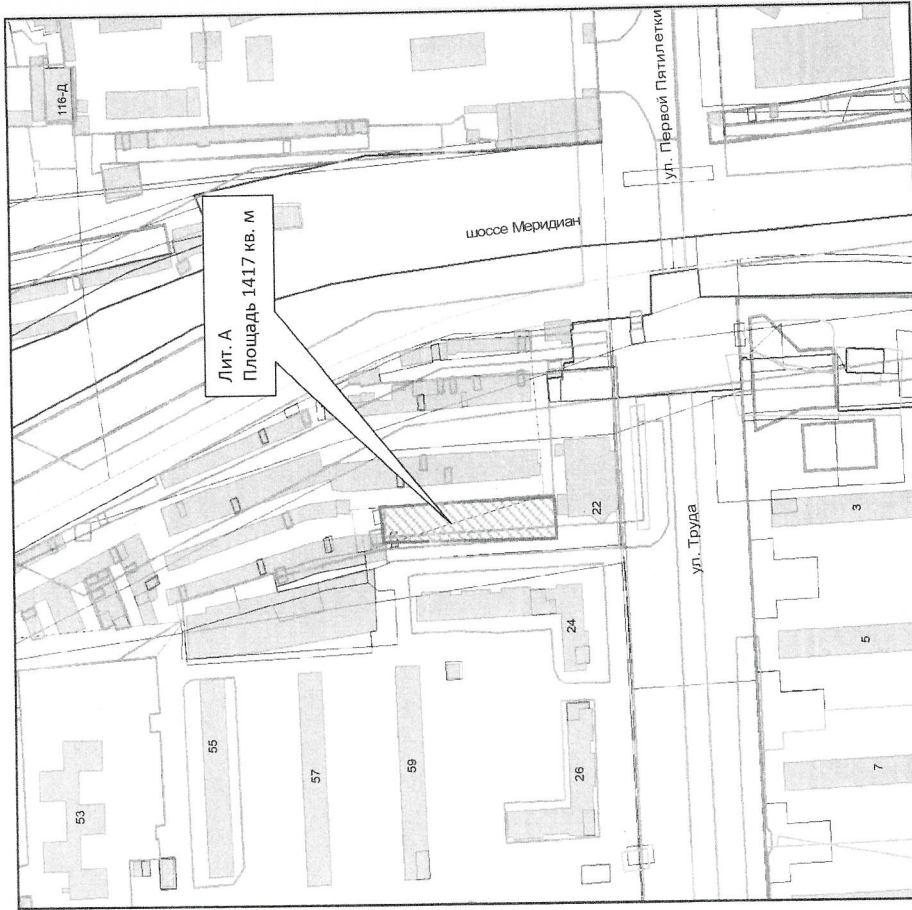 116-Д
ул. Первой Пятилетки
шоссе Меридиан
Лит. А
Площадь 1417 кв. м
22
ул. Труда
3
24
5
55
57
59
26
7
53